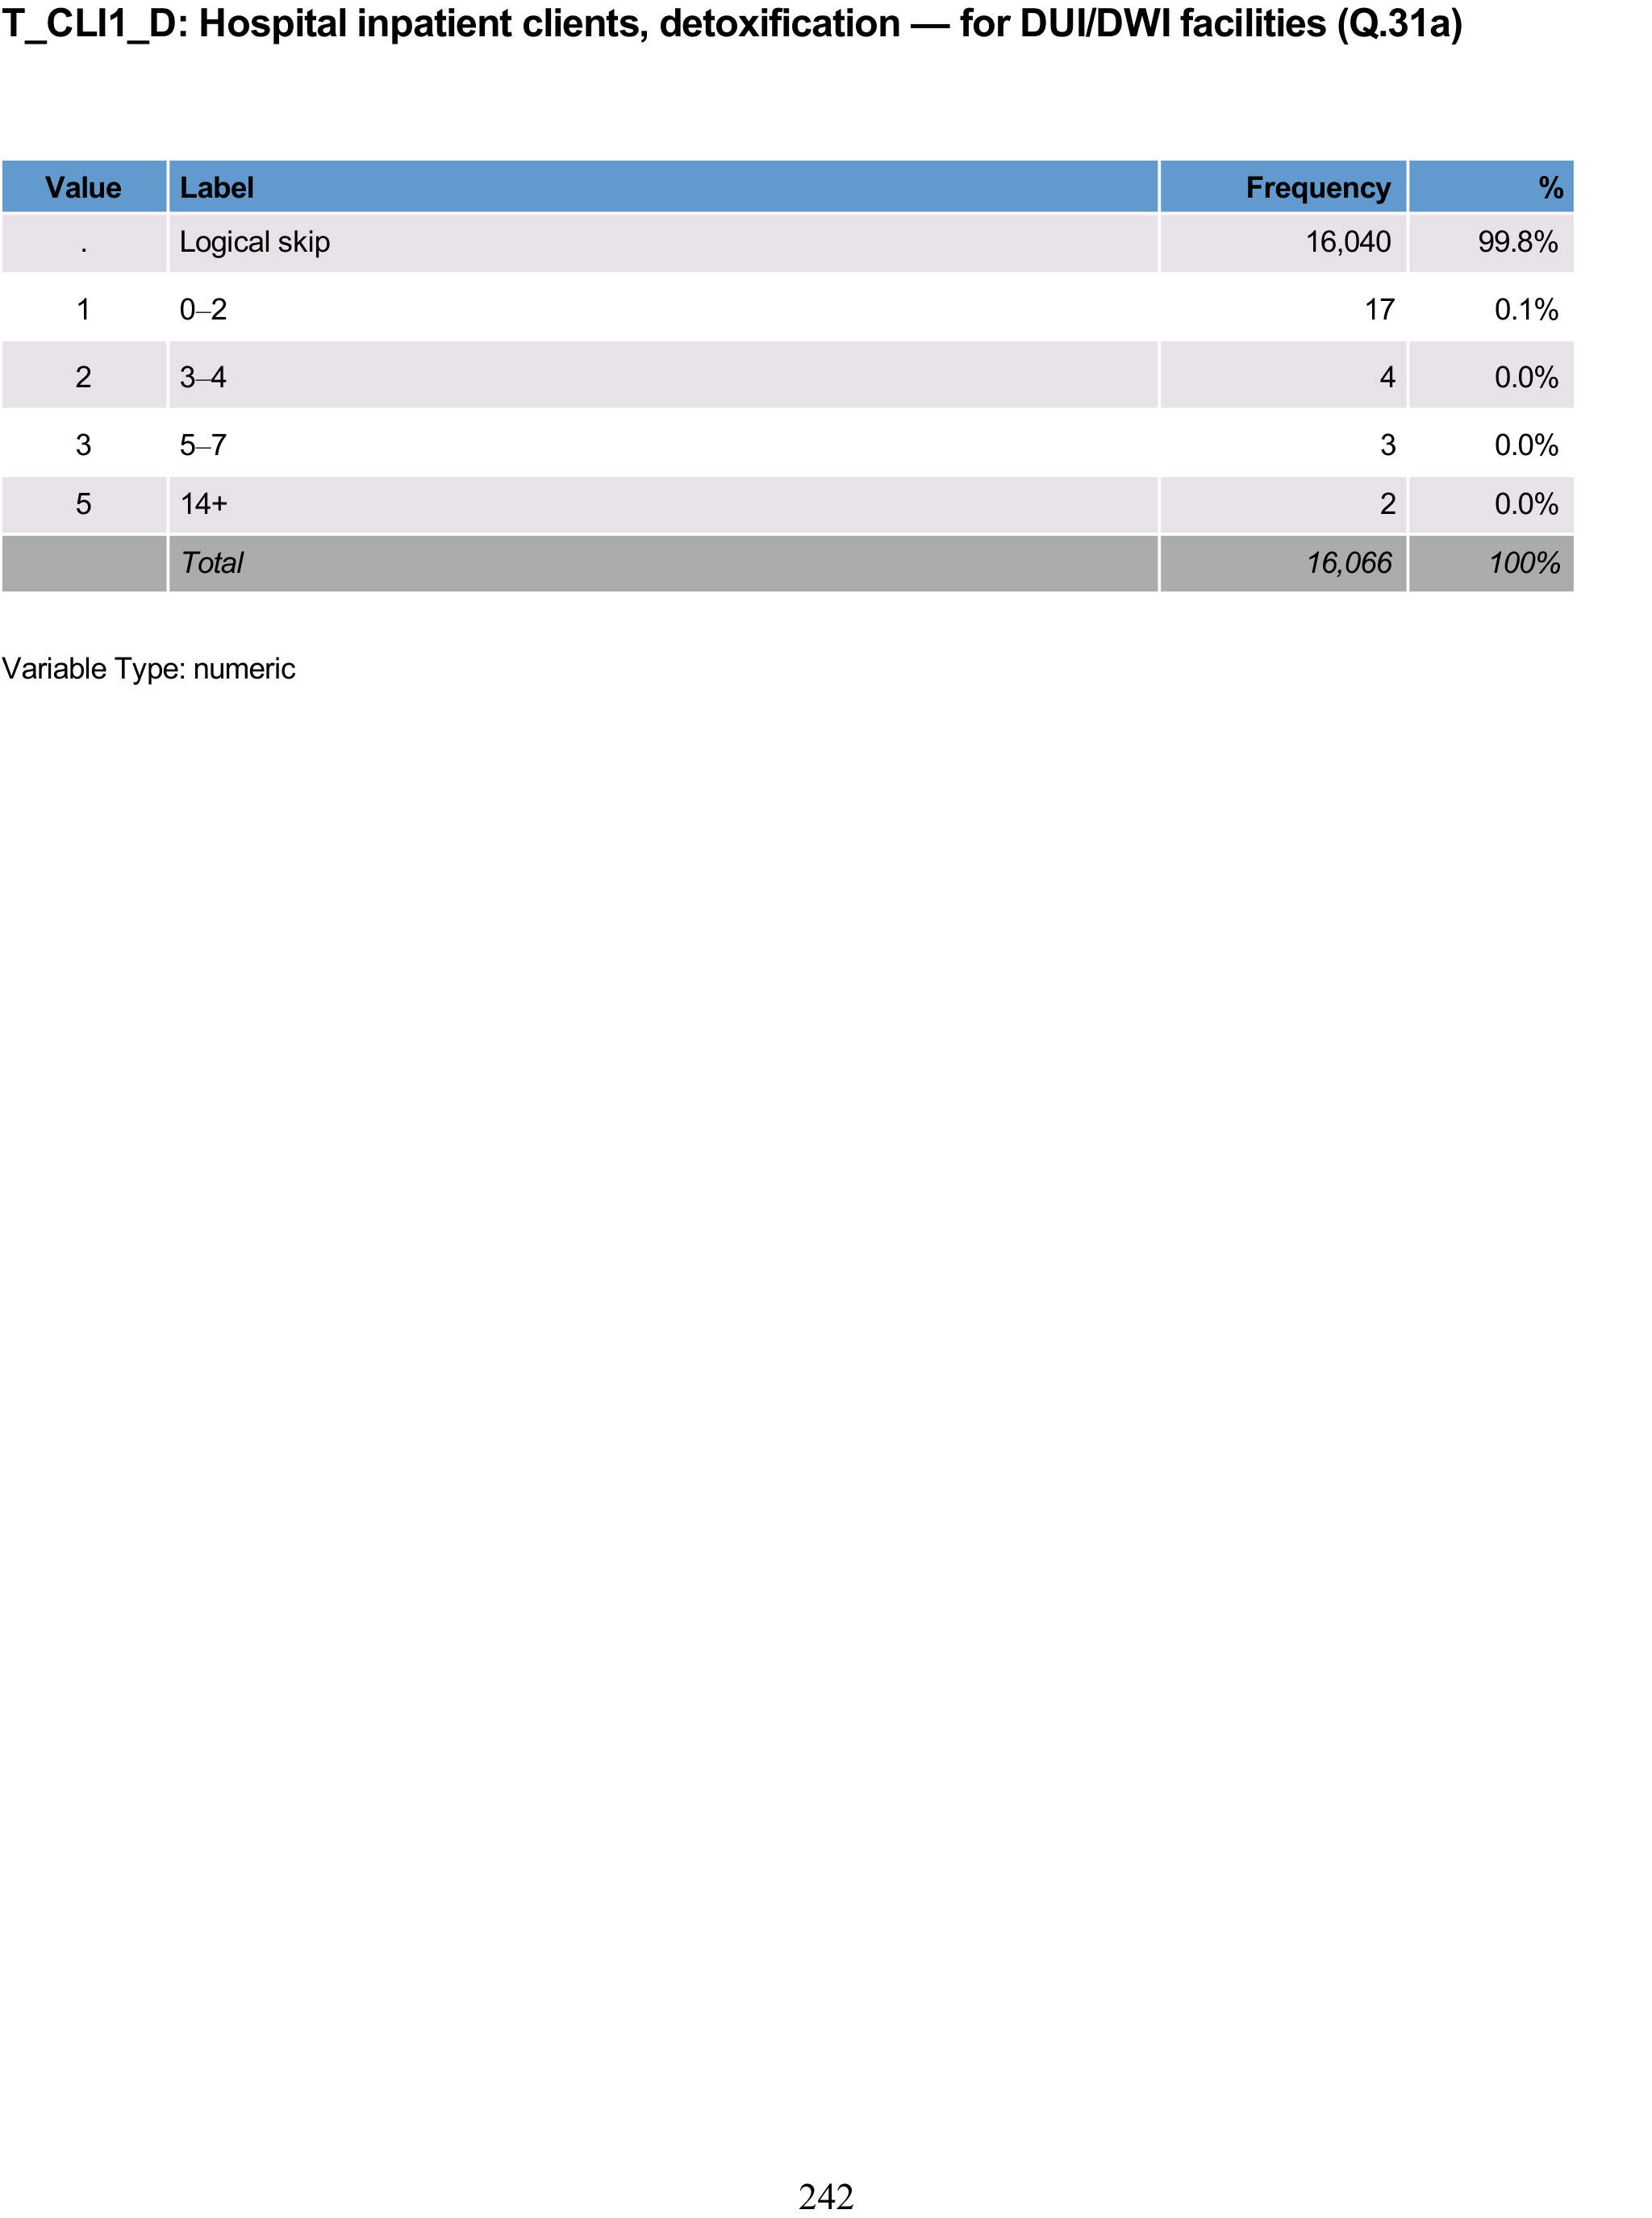 T_CLI1_D: Hospital inpatient clients, detoxification — for DUI/DWI facilities (Q.31a)
Value Label Frequency %
. Logical skip 16,040 99.8%
1 0–2 17 0.1%
2 3–4 4 0.0%
3 5–7 3 0.0%
5 14+ 2 0.0%
Total 16,066 100%
Variable Type: numeric
242